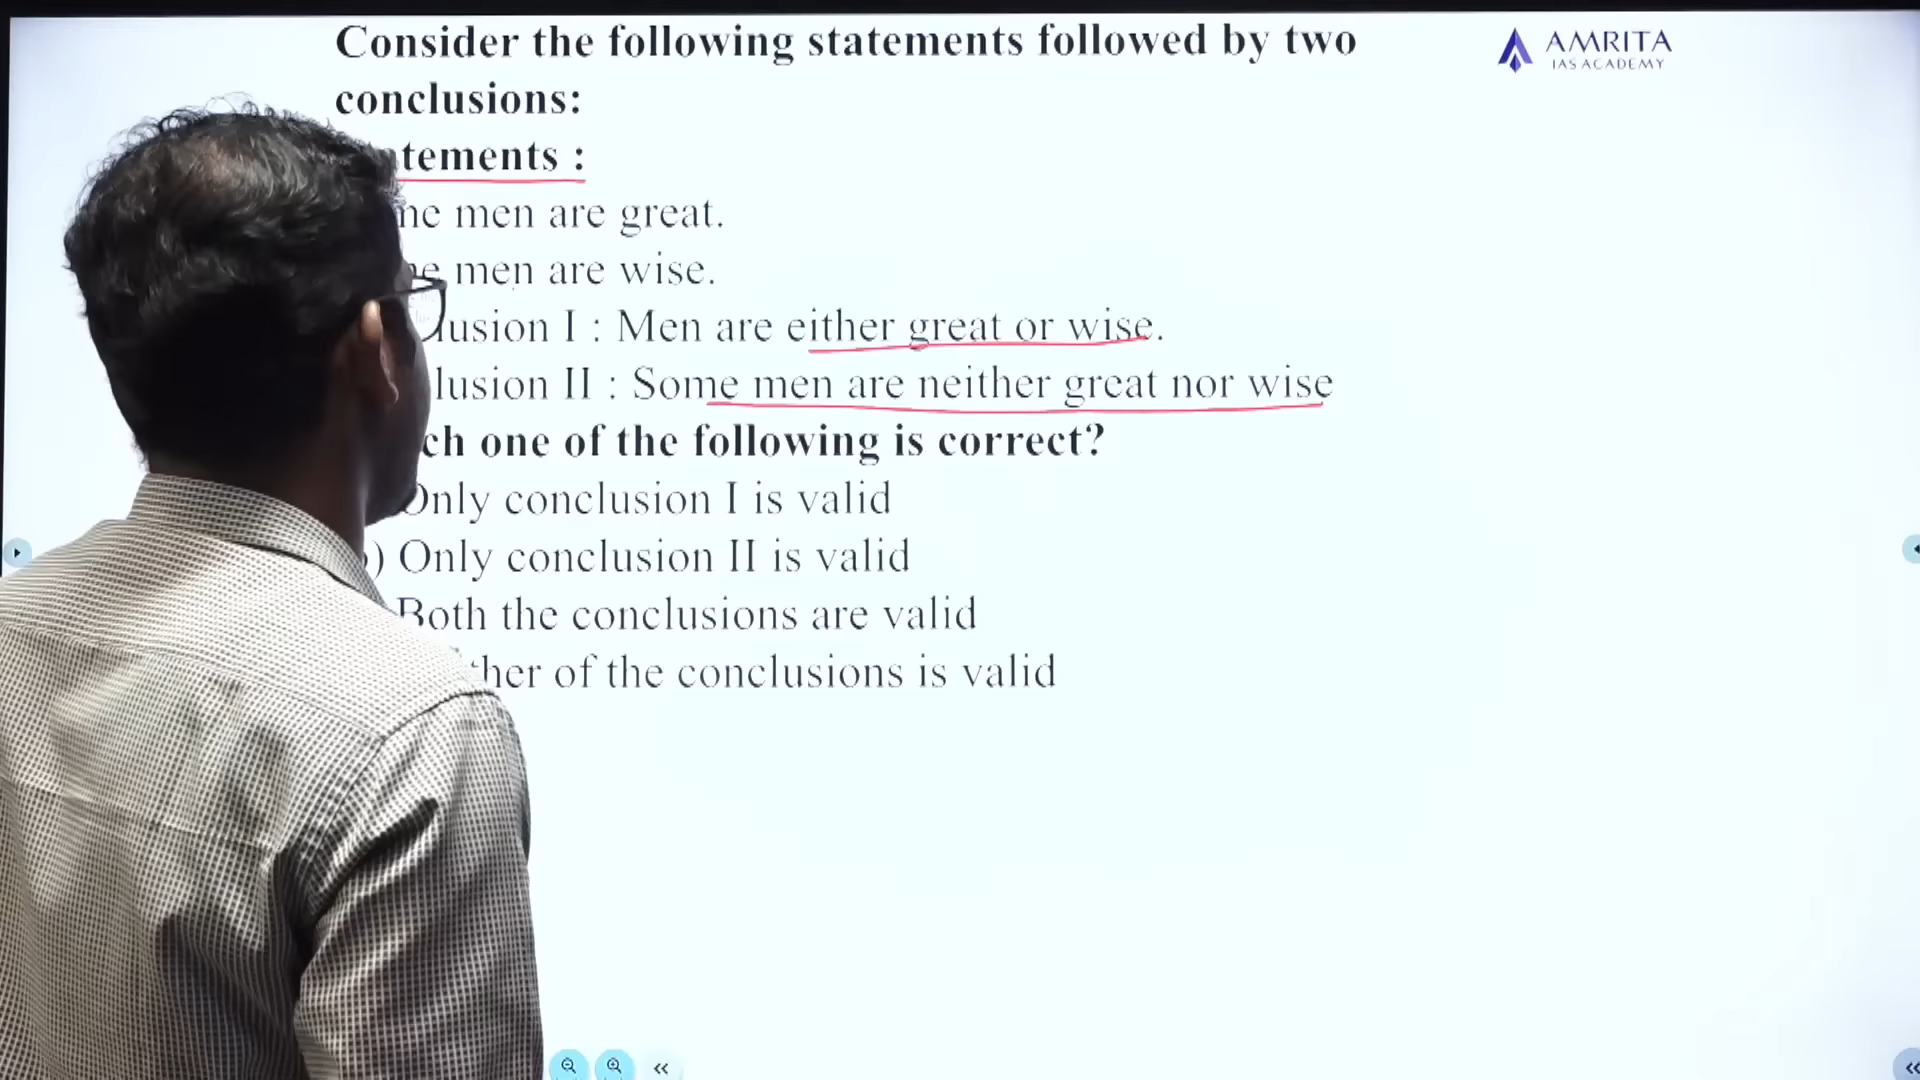 Consider the following statements followed by two
AMRITA
IAS ACADEMY
conclusions:
tements :
me men are great.
men are wise.
lusion I : Men are either great or wise.
lusion II : Some men are neither great nor wise
ch one of the following is correct?
Only conclusion I is valid
) Only conclusion II is valid
Both the conclusions are valid
ther of the conclusions is valid